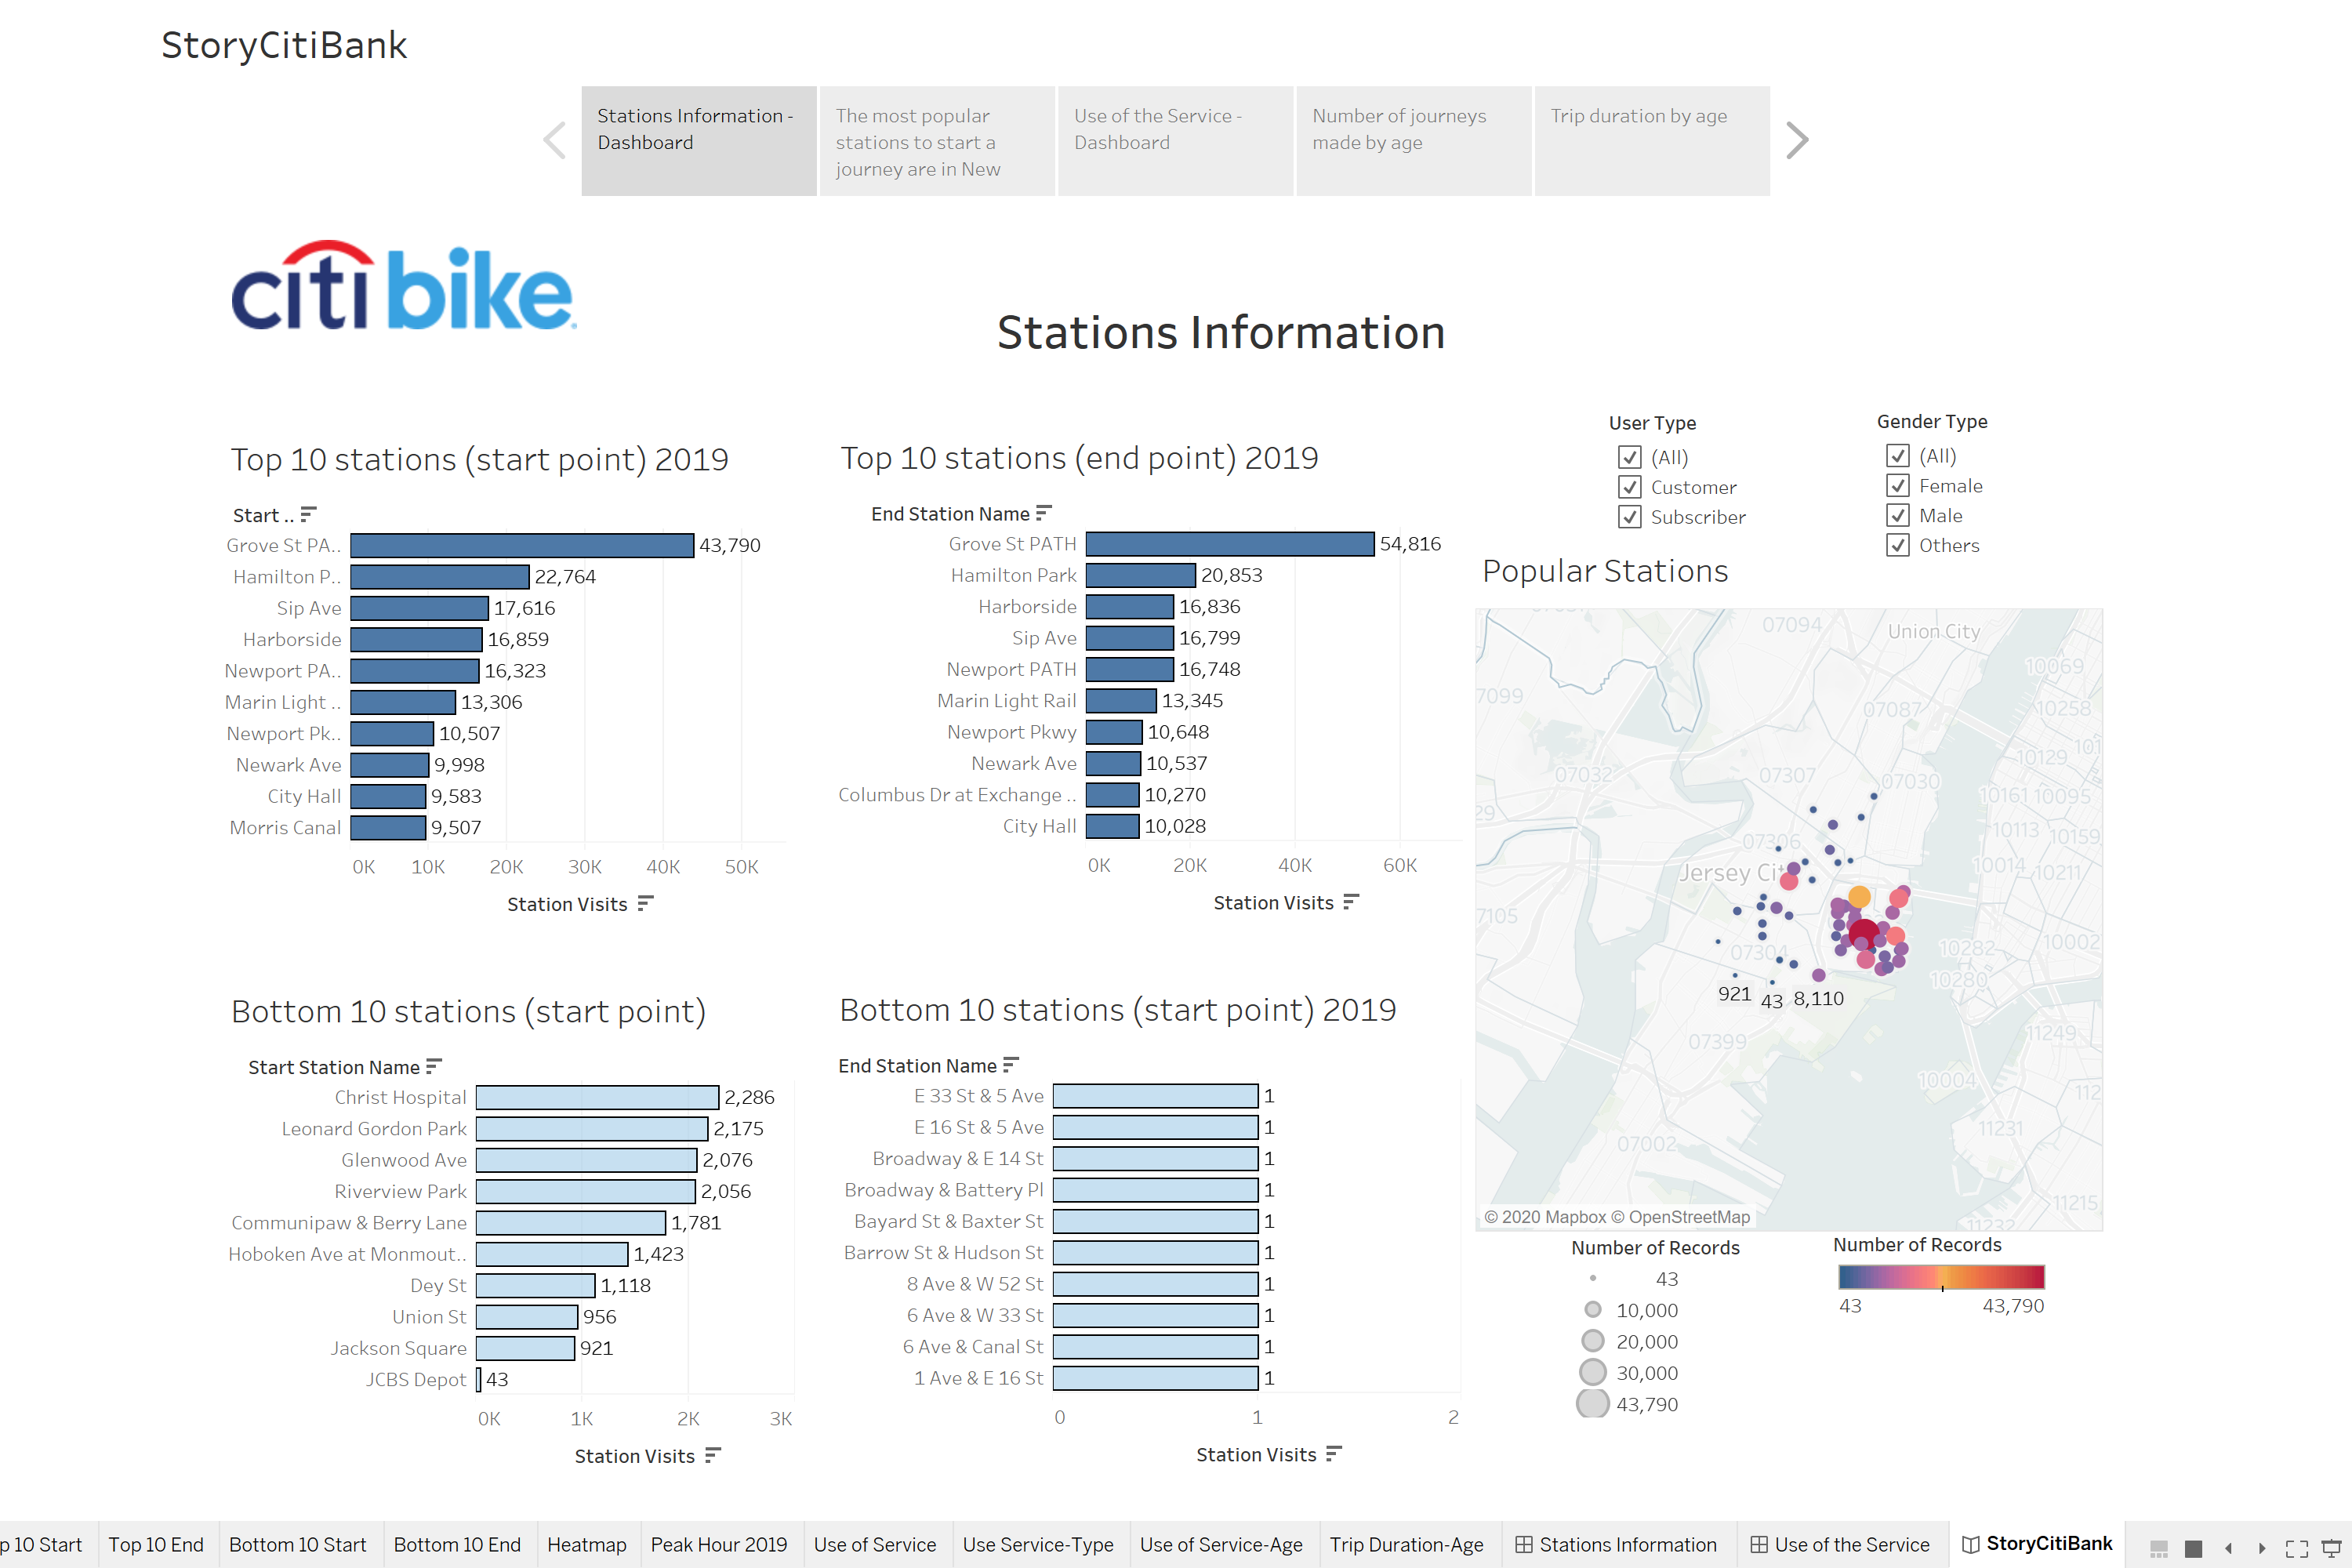 StoryCitiBank
Stations Information -
Dashboard
The most popular
stations to start a
journey are in New
Use of the Service -
Dashboard
Number of journeys
made by age
Trip duration by age
citi bike
Stations Information
Top 10 stations (start point) 2019
Start ..
Grove St PA.. 43,790
Hamilton P.. 22,764
Sip Ave 17,616
Harborside 16,859
Newport PA.. 16,323
Marin Light .. 13,306
Newport Pk.. 10,507
Newark Ave 9,998
City Hall 9,583
Morris Canal 9,507
0K 10K 20K 30K 40K 50K
Station Visits
Top 10 stations (end point) 2019
End Station Name
Grove St PATH 54,816
Hamilton Park 20,853
Harborside 16,836
Sip Ave 16,799
Newport PATH 16,748
Marin Light Rail 13,345
Newport Pkwy 10,648
Newark Ave 10,537
Columbus Dr at Exchange .. 10,270
City Hall 10,028
0K 20K 40K 60K
Station Visits
User Type
(All)
Customer
Subscriber
Gender Type
(All)
Female
Male
Others
Popular Stations
07094
Union City
10069
7099
07087
10258
101
10129
07032
07307
07030
10161 10095
29
10113 10159
07306
10014 10211
Jersey Cit
7105
07304
10282
10002
10280
921 43 8,110
11249
07399
10004
112
11231
07002
11215
11232
© 2020 Mapbox © OpenStreetMap
Number of Records
43
10,000
20,000
30,000
43,790
Number of Records
43 43,790
Bottom 10 stations (start point)
Start Station Name
Christ Hospital 2,286
Leonard Gordon Park 2,175
Glenwood Ave 2,076
Riverview Park 2,056
Communipaw & Berry Lane 1,781
Hoboken Ave at Monmout.. 1,423
Dey St 1,118
Union St 956
Jackson Square 921
JCBS Depot 43
0K 1K 2K 3K
Station Visits
Bottom 10 stations (start point) 2019
End Station Name
E 33 St & 5 Ave 1
E 16 St & 5 Ave 1
Broadway & E 14 St 1
Broadway & Battery Pl 1
Bayard St & Baxter St 1
Barrow St & Hudson St 1
8 Ave & W 52 St 1
6 Ave & W 33 St 1
6 Ave & Canal St 1
1 Ave & E 16 St 1
0 1 2
Station Visits
p 10 Start Top 10 End Bottom 10 Start Bottom 10 End Heatmap Peak Hour 2019 Use of Service Use Service-Type Use of Service-Age Trip Duration-Age Stations Information Use of the Service StoryCitiBank